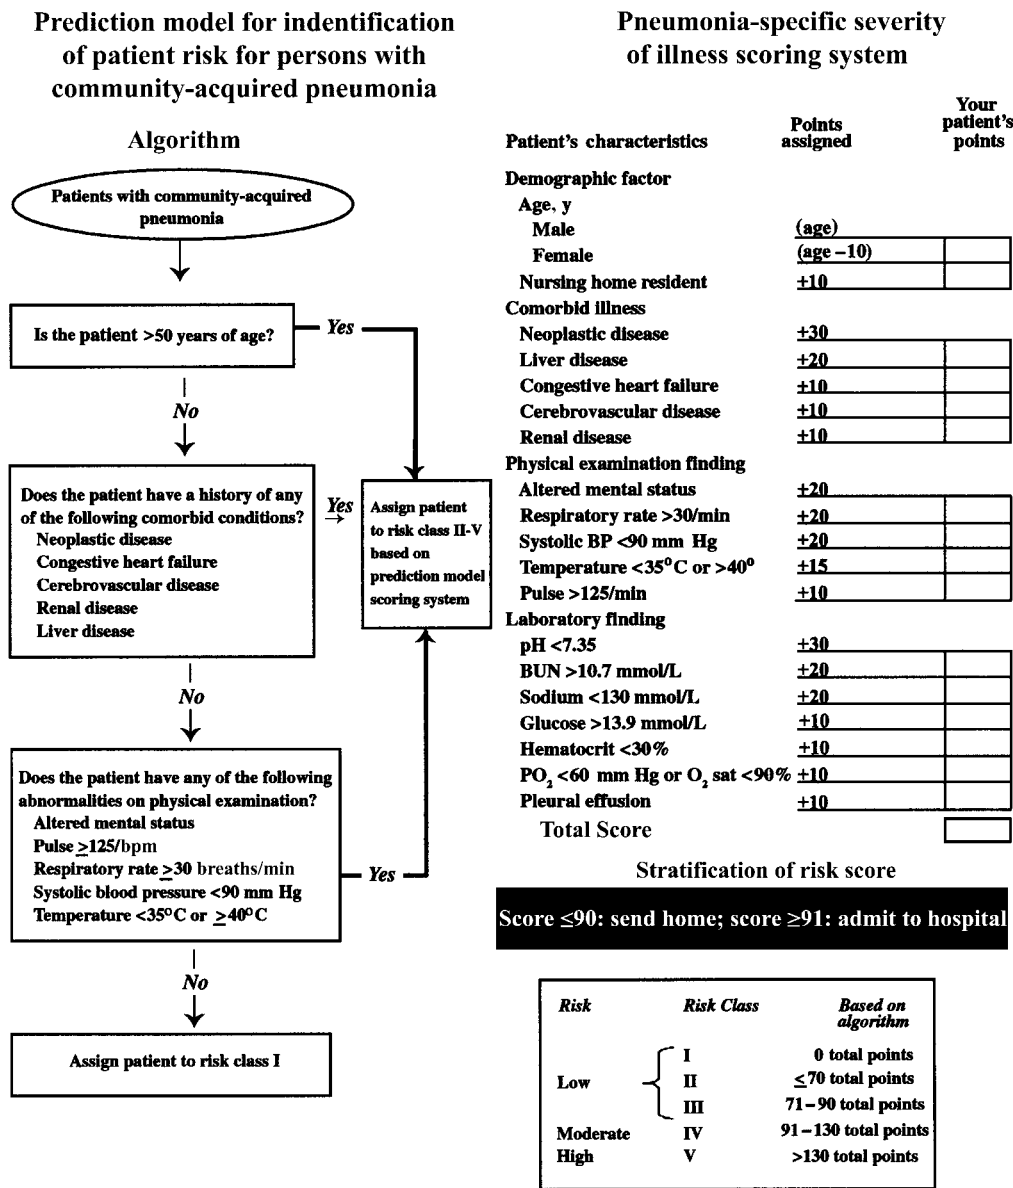 Prediction model for indentification
of patient risk for persons with
community-acquired pneumonia
Algorithm
Patients with community-acquired
pneumonia
Is the patient >50 years of age?
Yes
No
Does the patient have a history of any
of the following comorbid conditions?
Neoplastic disease
Congestive heart failure
Cerebrovascular disease
Renal disease
Liver disease
Yes
Assign patient
to risk class II-V
based on
prediction model
scoring system
No
Does the patient have any of the following
abnormalities on physical examination?
Altered mental status
Pulse ≥125/bpm
Respiratory rate ≥30 breaths/min
Systolic blood pressure <90 mm Hg
Temperature <35°C or ≥40°C
Yes
No
Assign patient to risk class I
Pneumonia-specific severity
of illness scoring system
Patient's characteristics
Points
assigned
Your
patient's
points
Demographic factor
Age, y
Male (age)
Female (age −10)
Nursing home resident +10
Comorbid illness
Neoplastic disease +30
Liver disease +20
Congestive heart failure +10
Cerebrovascular disease +10
Renal disease +10
Physical examination finding
Altered mental status +20
Respiratory rate >30/min +20
Systolic BP <90 mm Hg +20
Temperature <35°C or >40° +15
Pulse >125/min +10
Laboratory finding
pH <7.35 +30
BUN >10.7 mmol/L +20
Sodium <130 mmol/L +20
Glucose >13.9 mmol/L +10
Hematocrit <30% +10
PO₂ <60 mm Hg or O₂ sat <90% +10
Pleural effusion +10
Total Score
Stratification of risk score
Score ≤90: send home; score ≥91: admit to hospital
Risk Risk Class Based on
algorithm
I 0 total points
Low II ≤70 total points
III 71–90 total points
Moderate IV 91–130 total points
High V >130 total points